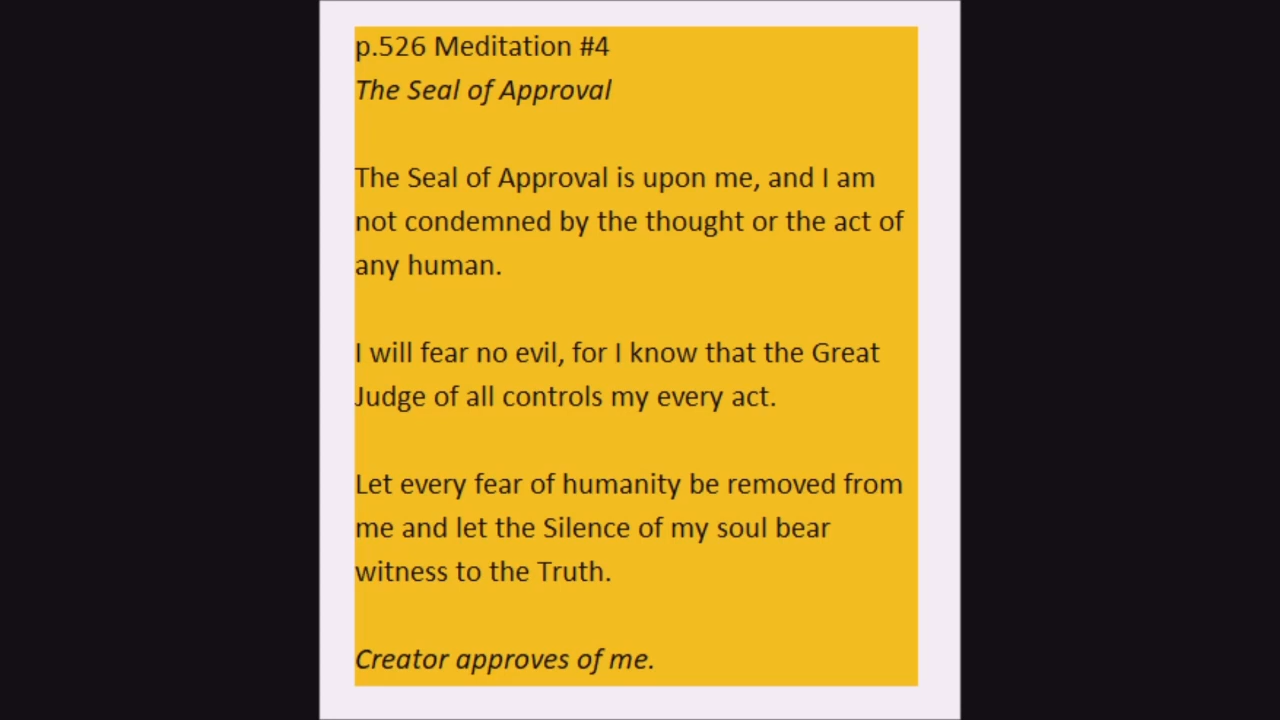 p.526 Meditation #4
The Seal of Approval
The Seal of Approval is upon me, and I am
not condemned by the thought or the act of
any human.
I will fear no evil, for I know that the Great
Judge of all controls my every act.
Let every fear of humanity be removed from
me and let the Silence of my soul bear
witness to the Truth.
Creator approves of me.